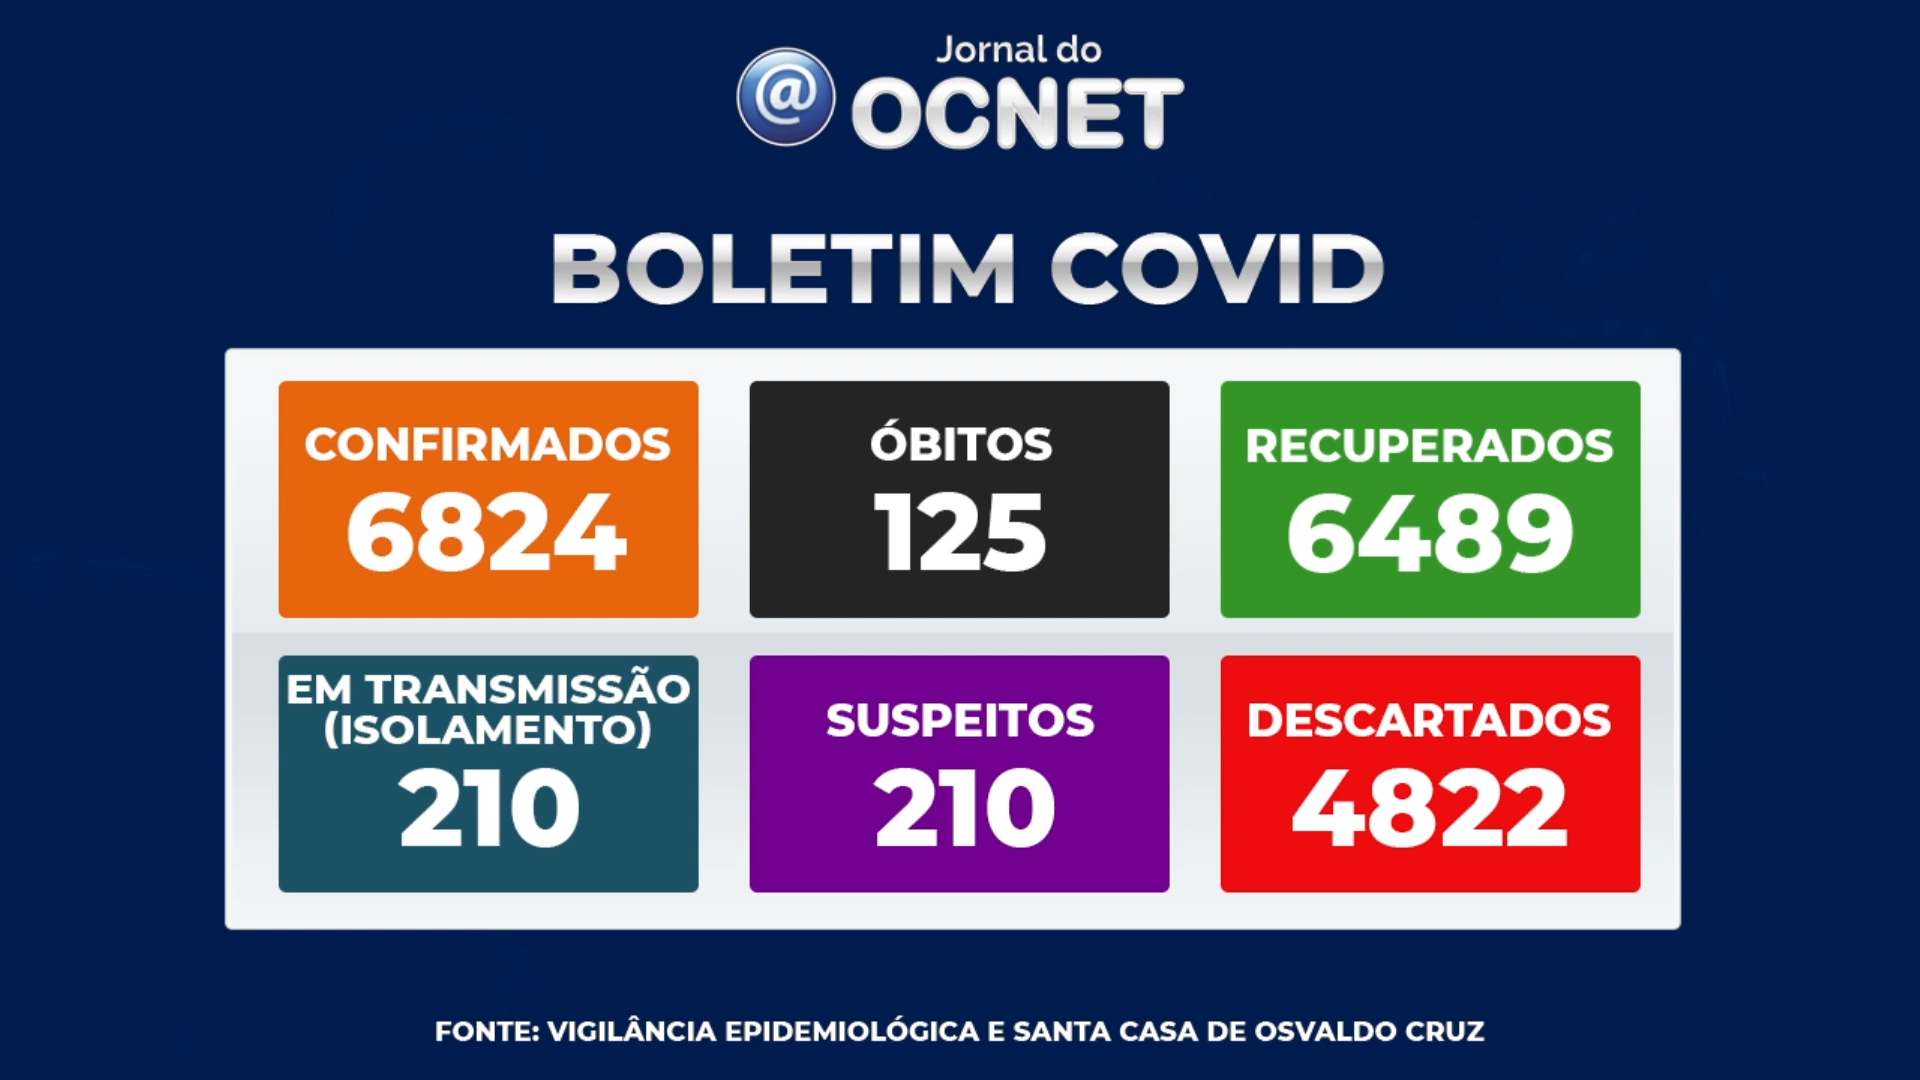 Jornal do
@ OCNET
BOLETIM COVID
CONFIRMADOS
6824
ÓBITOS
125
RECUPERADOS
6489
EM TRANSMISSÃO
(ISOLAMENTO)
210
SUSPEITOS
210
DESCARTADOS
4822
FONTE: VIGILÂNCIA EPIDEMIOLÓGICA E SANTA CASA DE OSVALDO CRUZ